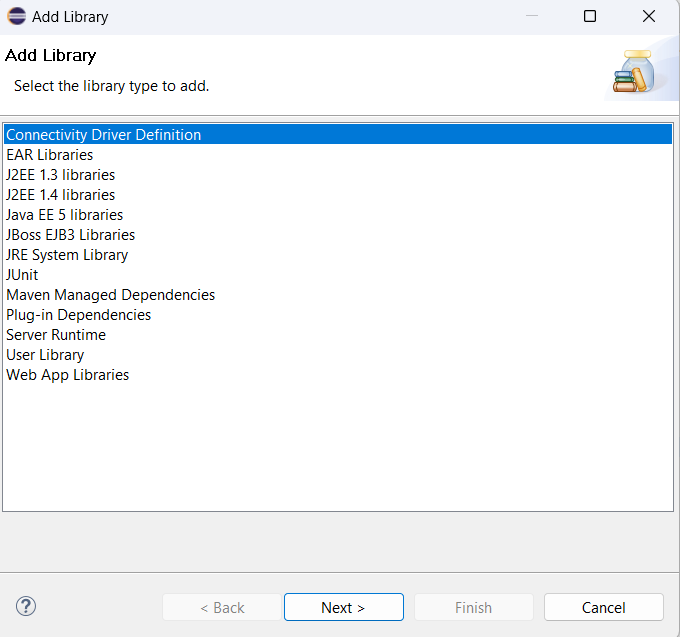 Add Library
Add Library
Select the library type to add.
Connectivity Driver Definition
EAR Libraries
J2EE 1.3 libraries
J2EE 1.4 libraries
Java EE 5 libraries
JBoss EJB3 Libraries
JRE System Library
JUnit
Maven Managed Dependencies
Plug-in Dependencies
Server Runtime
User Library
Web App Libraries
? < Back Next > Finish Cancel